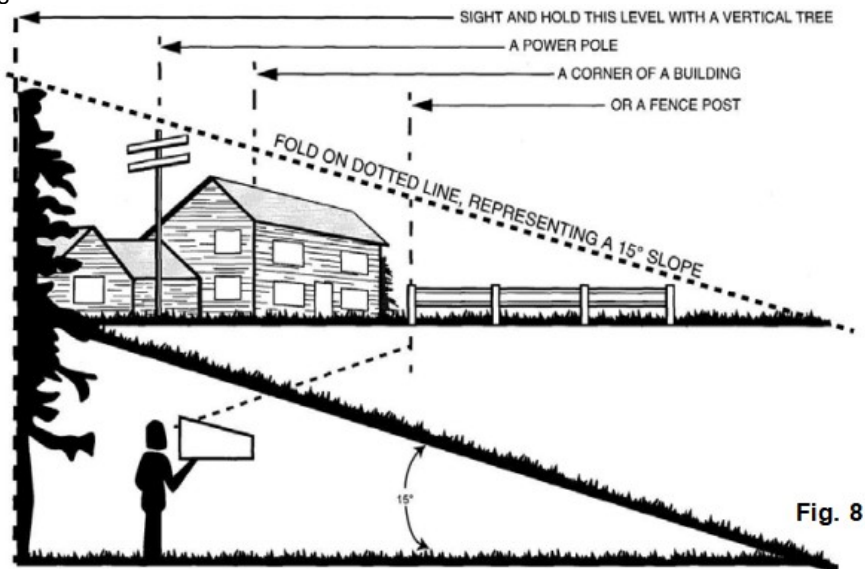 SIGHT AND HOLD THIS LEVEL WITH A VERTICAL TREE
A POWER POLE
A CORNER OF A BUILDING
OR A FENCE POST
FOLD ON DOTTED LINE, REPRESENTING A 15° SLOPE
15°
Fig. 8